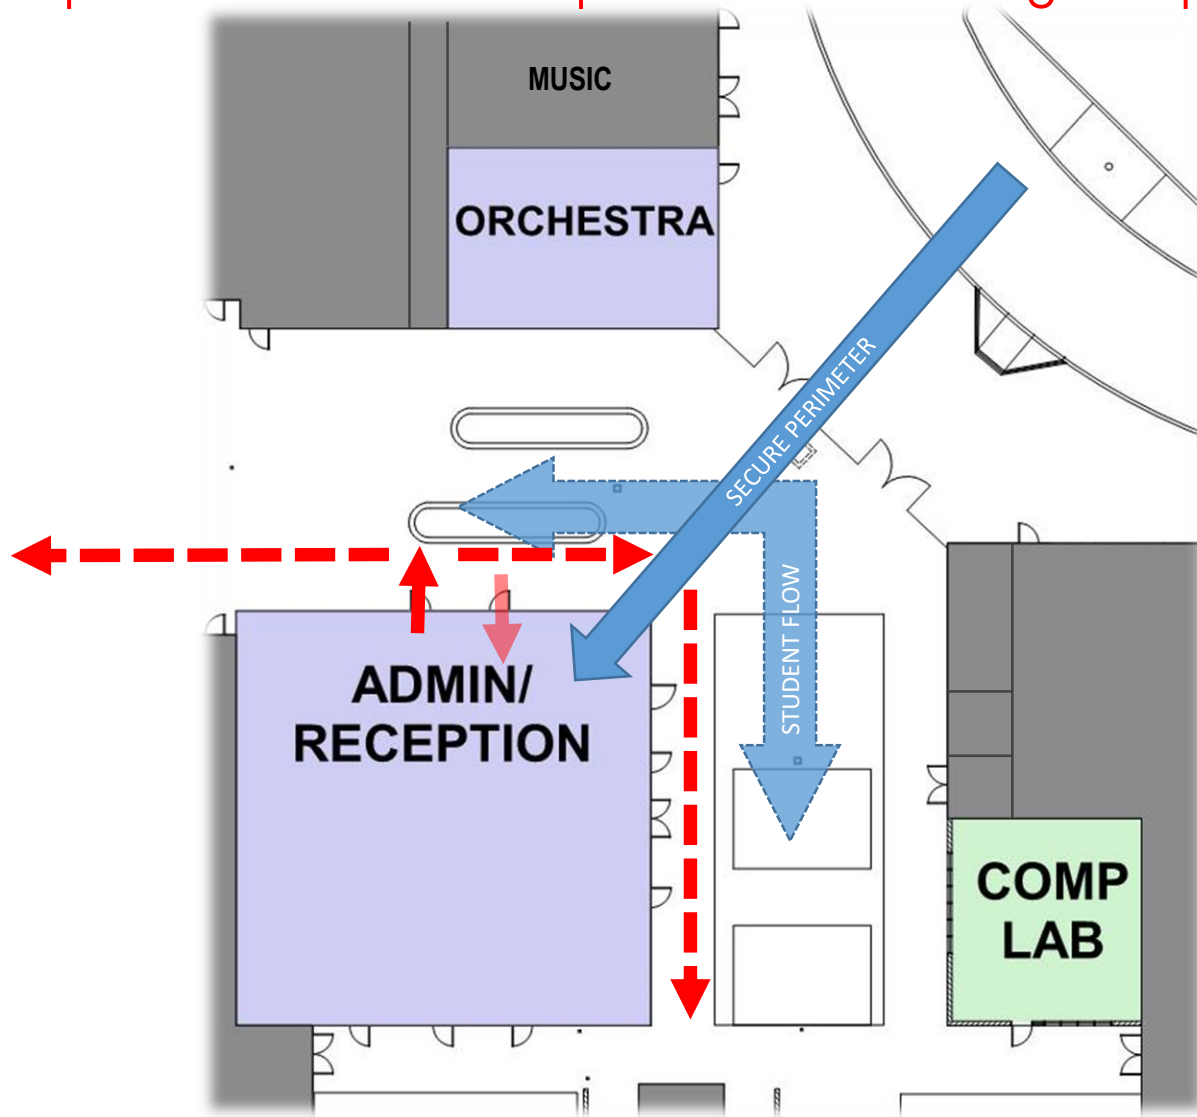 MUSIC
ORCHESTRA
SECURE PERIMETER
STUDENT FLOW
ADMIN/
RECEPTION
COMP
LAB